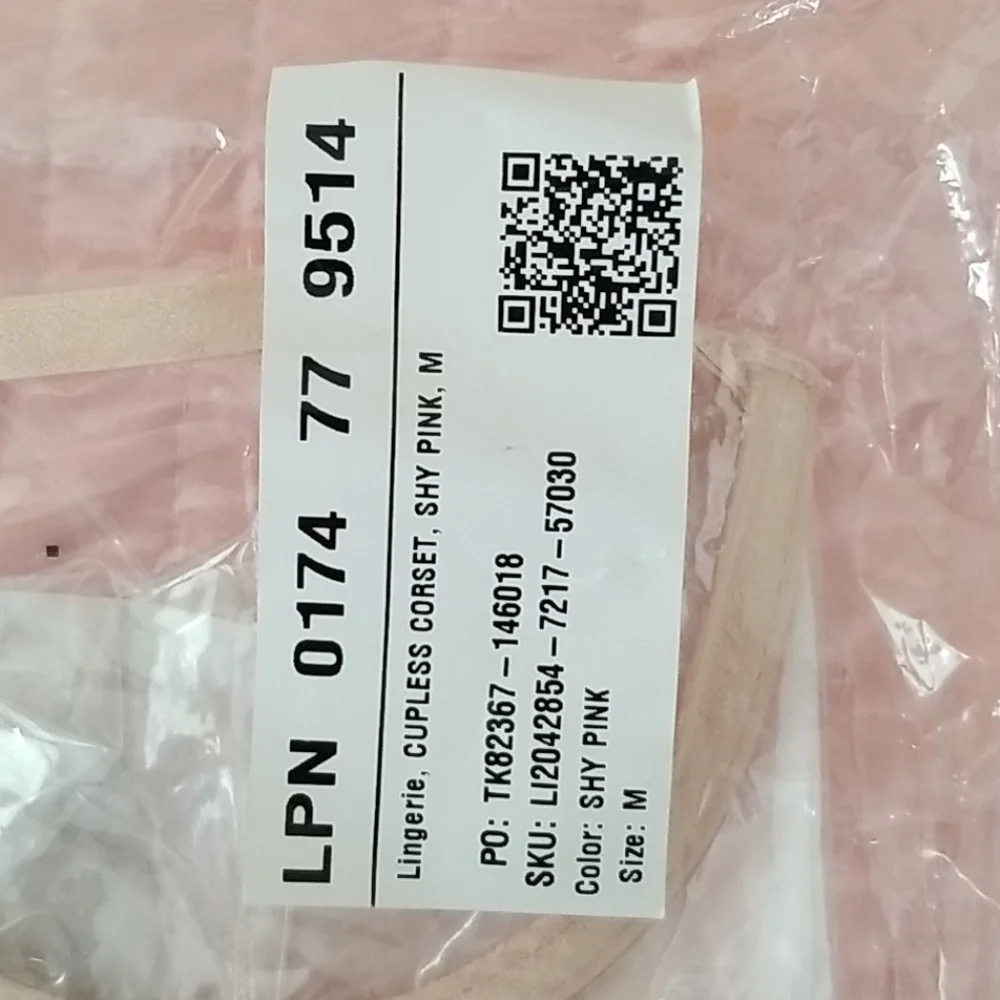 LPN 0174 77 9514
Lingerie, CUPLESS CORSET, SHY PINK, M
PO: TK82367-146018
SKU: LI2042854-7217-57030
Color: SHY PINK
Size: M